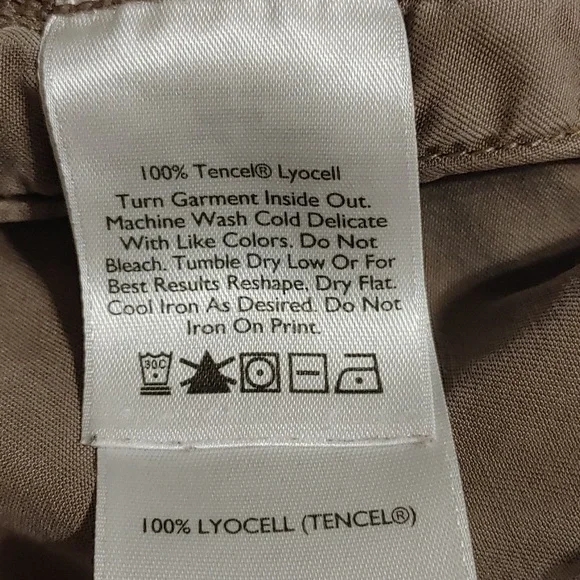 100% Tencel® Lyocell
Turn Garment Inside Out.
Machine Wash Cold Delicate
With Like Colors. Do Not
Bleach. Tumble Dry Low Or For
Best Results Reshape, Dry Flat.
Cool Iron As Desired. Do Not
Iron On Print.
30C
100% LYOCELL (TENCEL®)